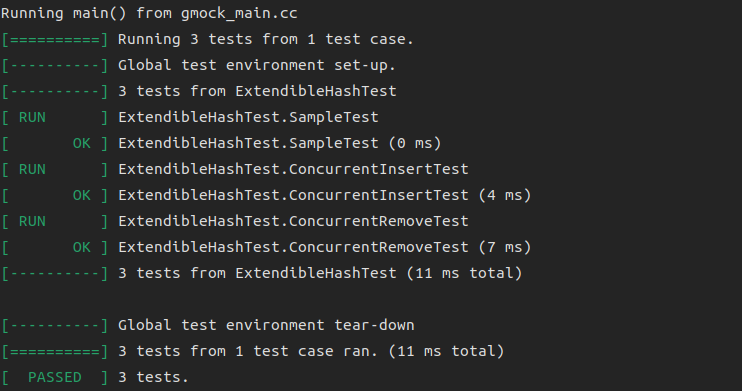 Running main() from gmock_main.cc
[==========] Running 3 tests from 1 test case.
[----------] Global test environment set-up.
[----------] 3 tests from ExtendibleHashTest
[ RUN      ] ExtendibleHashTest.SampleTest
[       OK ] ExtendibleHashTest.SampleTest (0 ms)
[ RUN      ] ExtendibleHashTest.ConcurrentInsertTest
[       OK ] ExtendibleHashTest.ConcurrentInsertTest (4 ms)
[ RUN      ] ExtendibleHashTest.ConcurrentRemoveTest
[       OK ] ExtendibleHashTest.ConcurrentRemoveTest (7 ms)
[----------] 3 tests from ExtendibleHashTest (11 ms total)

[----------] Global test environment tear-down
[==========] 3 tests from 1 test case ran. (11 ms total)
[  PASSED  ] 3 tests.